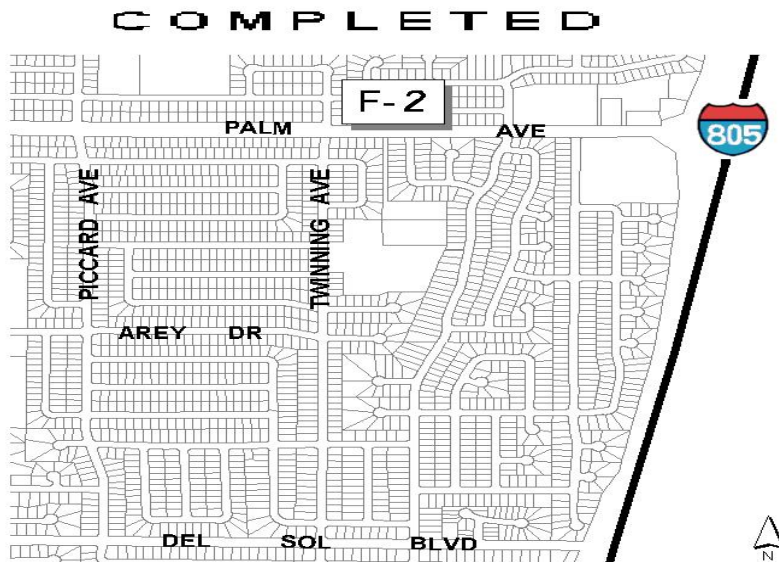 COMPLETED
F-2
PALM AVE
805
PICCARD AVE
TWINNING AVE
AREY DR
DEL SOL BLVD
N